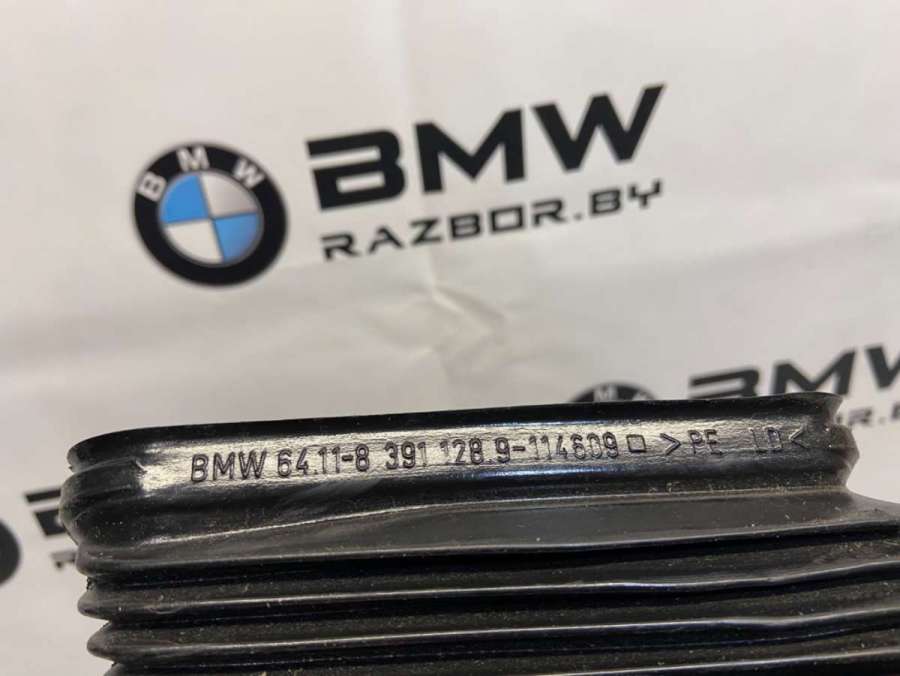 BMW
BMW
RAZBOR.BY
BMW
BMW 64.11-8 391 128.9-114609 >PE LD<